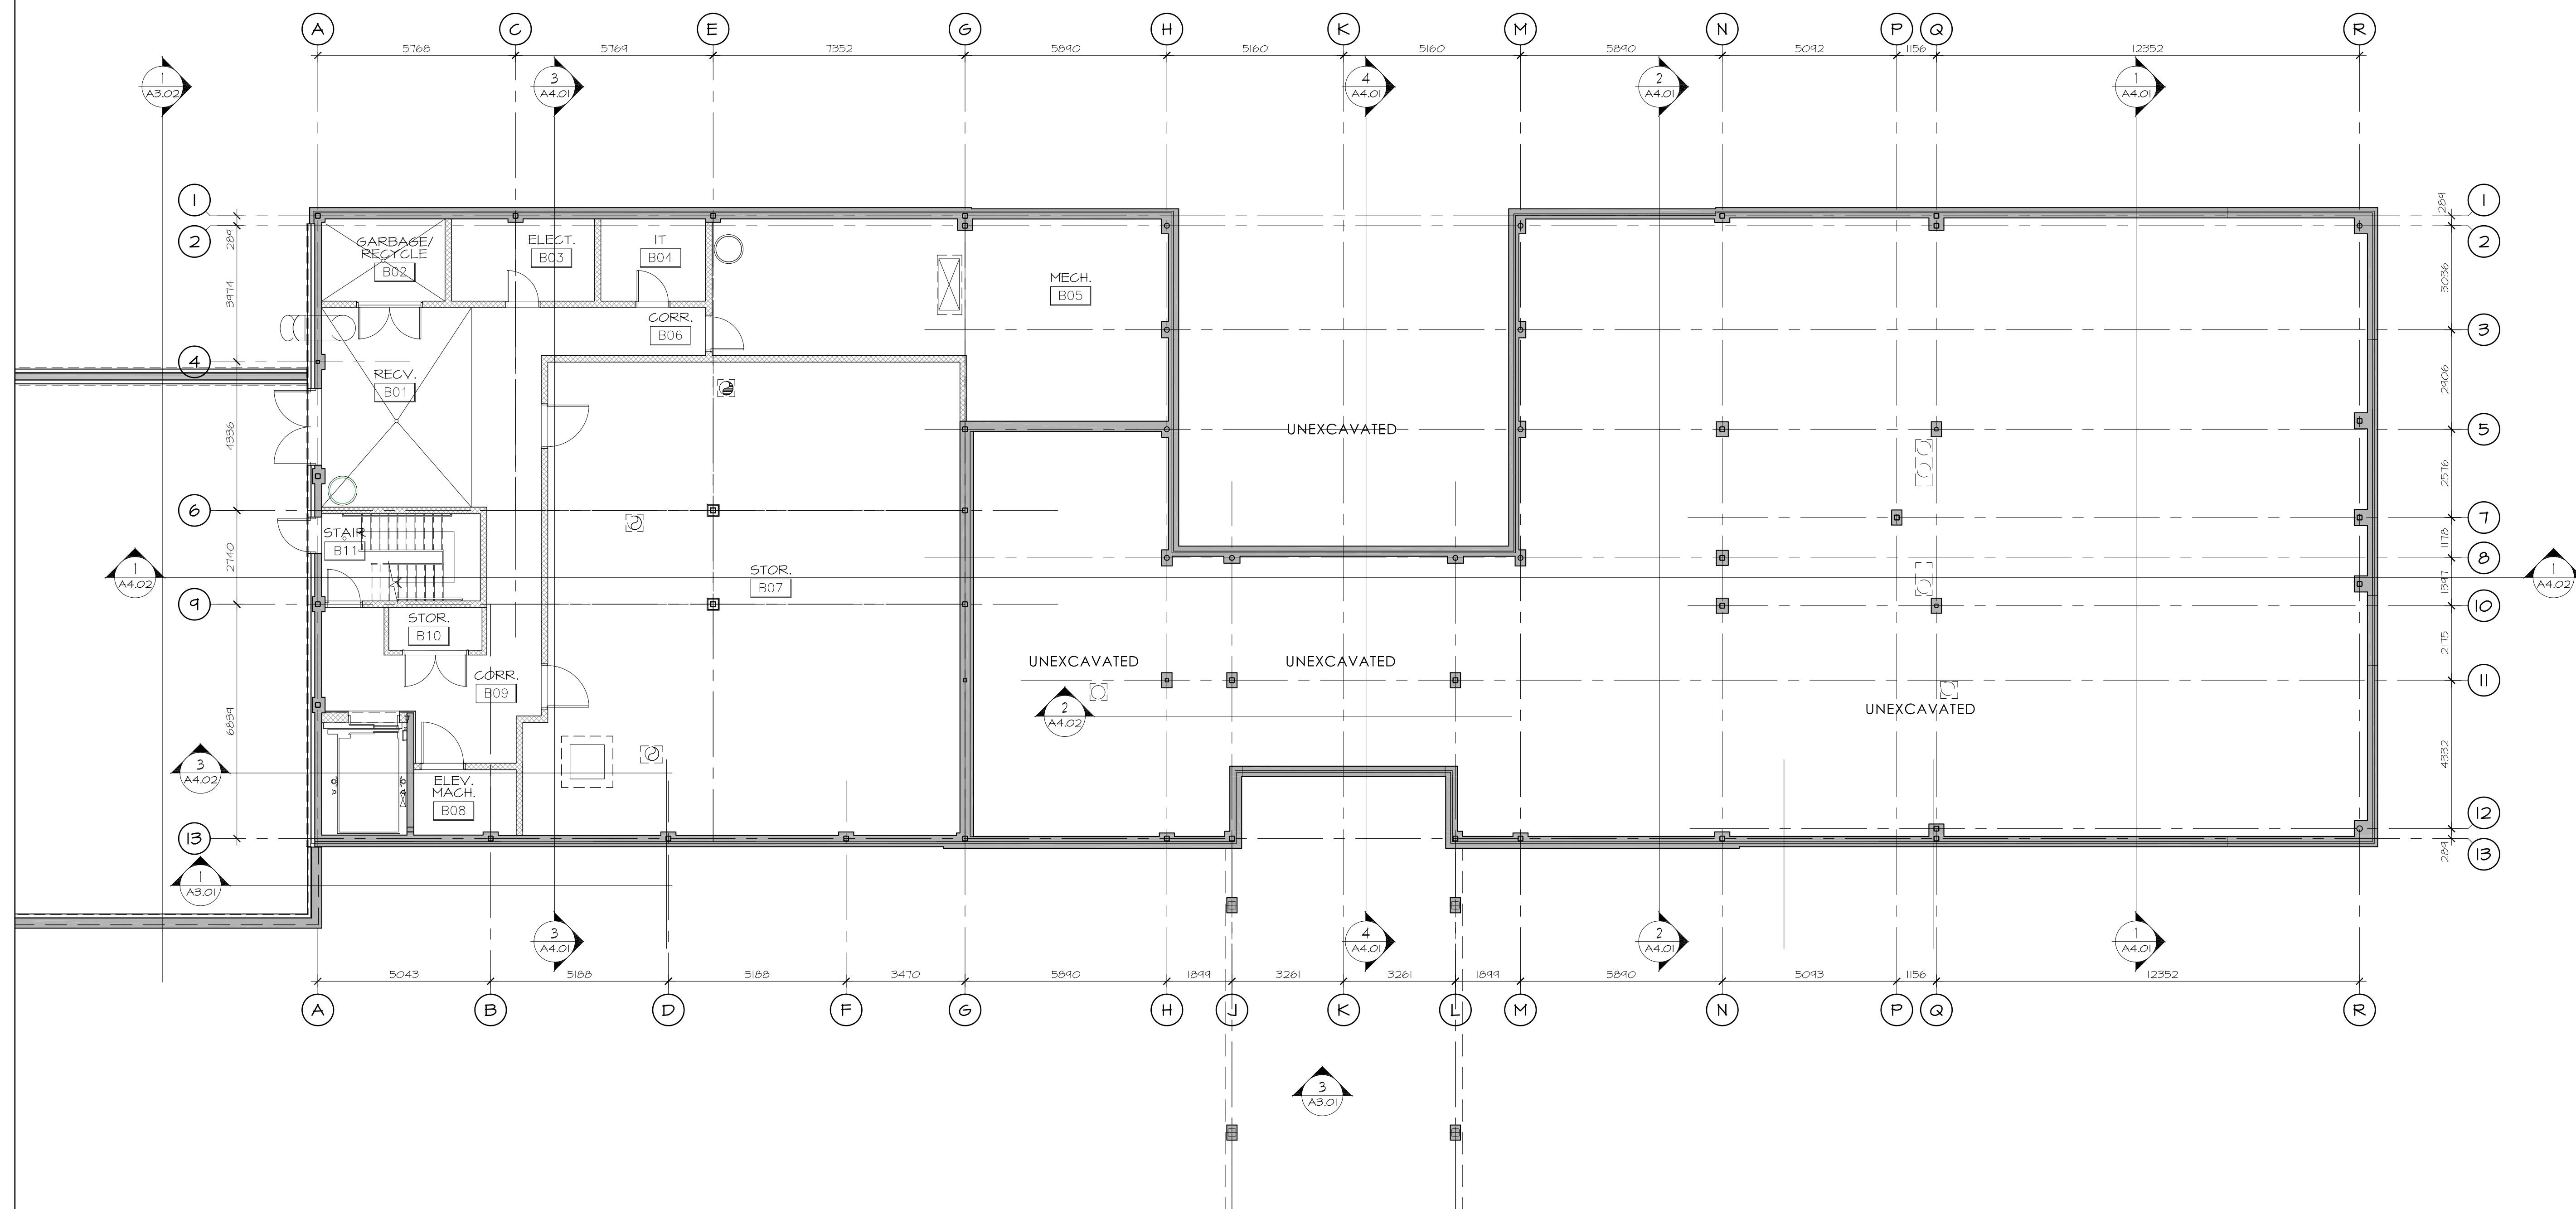 A C E G H K M N P Q R
5768 5769 7352 5890 5160 5160 5890 5092 1156 12352
1 3 4 2 1
A3.02 A4.01 A4.01 A4.01 A4.01
1 1
289 289
2 2
GARBAGE/ ELECT. IT
RECYCLE B03 B04
B02
3974 MECH. 3036
B05
CORR.
B06
3
4
RECV. 2906
B01
4336 UNEXCAVATED 5
2576
6 7
STAIR
B11
2740 1178
8
1 STOR. 1
A4.02 B07 A4.02
1397
9 10
STOR.
B10
2175
UNEXCAVATED UNEXCAVATED
CORR. 11
B09
2 UNEXCAVATED
A4.02
6839 4332
3
A4.02
ELEV.
MACH.
B08
12
13 289 13
1
A3.01
3 4 2 1
A4.01 A4.01 A4.01 A4.01
5043 5188 5188 3470 5890 1899 3261 3261 1899 5890 5093 1156 12352
A B D F G H J K L M N P Q R
3
A3.01